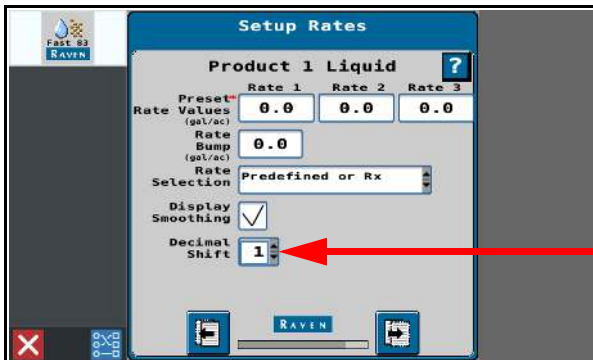 Setup Rates
Fast 83
RAVEN
Product 1 Liquid ?
Rate 1 Rate 2 Rate 3
Preset*
Rate Values 0.0 0.0 0.0
(gal/ac)
Rate
Bump 0.0
(gal/ac)
Rate
Selection Predefined or Rx
Display
Smoothing
Decimal
Shift 1
RAVEN